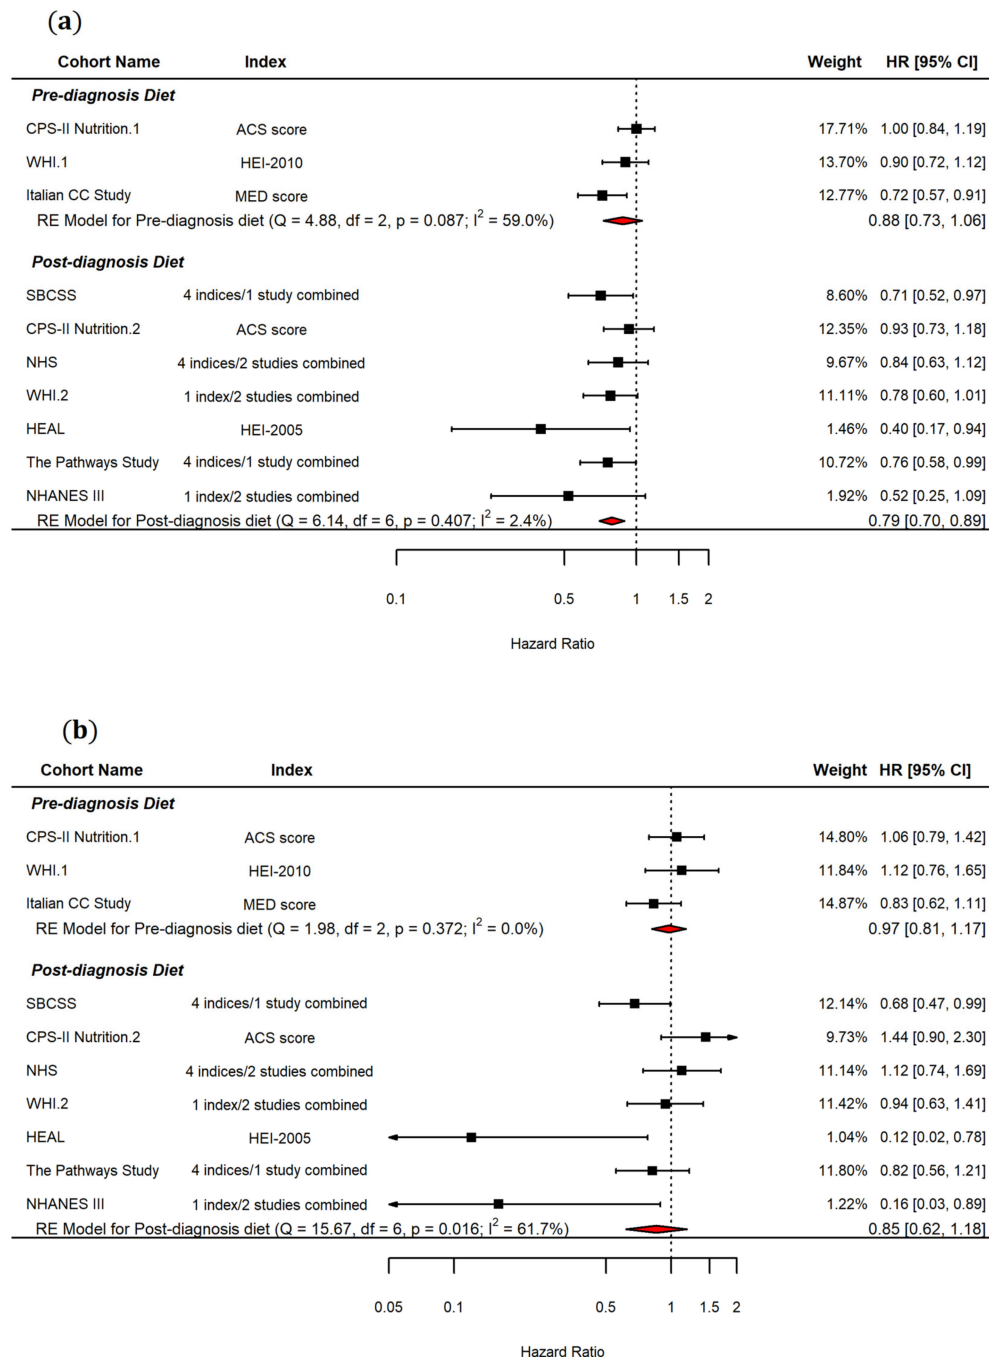 (a)
Cohort Name Index Weight HR [95% CI]
Pre-diagnosis Diet
CPS-II Nutrition.1 ACS score 17.71% 1.00 [0.84, 1.19]
WHI.1 HEI-2010 13.70% 0.90 [0.72, 1.12]
Italian CC Study MED score 12.77% 0.72 [0.57, 0.91]
RE Model for Pre-diagnosis diet (Q = 4.88, df = 2, p = 0.087; I² = 59.0%) 0.88 [0.73, 1.06]
Post-diagnosis Diet
SBCSS 4 indices/1 study combined 8.60% 0.71 [0.52, 0.97]
CPS-II Nutrition.2 ACS score 12.35% 0.93 [0.73, 1.18]
NHS 4 indices/2 studies combined 9.67% 0.84 [0.63, 1.12]
WHI.2 1 index/2 studies combined 11.11% 0.78 [0.60, 1.01]
HEAL HEI-2005 1.46% 0.40 [0.17, 0.94]
The Pathways Study 4 indices/1 study combined 10.72% 0.76 [0.58, 0.99]
NHANES III 1 index/2 studies combined 1.92% 0.52 [0.25, 1.09]
RE Model for Post-diagnosis diet (Q = 6.14, df = 6, p = 0.407; I² = 2.4%) 0.79 [0.70, 0.89]
0.1 0.5 1 1.5 2
Hazard Ratio
(b)
Cohort Name Index Weight HR [95% CI]
Pre-diagnosis Diet
CPS-II Nutrition.1 ACS score 14.80% 1.06 [0.79, 1.42]
WHI.1 HEI-2010 11.84% 1.12 [0.76, 1.65]
Italian CC Study MED score 14.87% 0.83 [0.62, 1.11]
RE Model for Pre-diagnosis diet (Q = 1.98, df = 2, p = 0.372; I² = 0.0%) 0.97 [0.81, 1.17]
Post-diagnosis Diet
SBCSS 4 indices/1 study combined 12.14% 0.68 [0.47, 0.99]
CPS-II Nutrition.2 ACS score 9.73% 1.44 [0.90, 2.30]
NHS 4 indices/2 studies combined 11.14% 1.12 [0.74, 1.69]
WHI.2 1 index/2 studies combined 11.42% 0.94 [0.63, 1.41]
HEAL HEI-2005 1.04% 0.12 [0.02, 0.78]
The Pathways Study 4 indices/1 study combined 11.80% 0.82 [0.56, 1.21]
NHANES III 1 index/2 studies combined 1.22% 0.16 [0.03, 0.89]
RE Model for Post-diagnosis diet (Q = 15.67, df = 6, p = 0.016; I² = 61.7%) 0.85 [0.62, 1.18]
0.05 0.1 0.5 1 1.5 2
Hazard Ratio